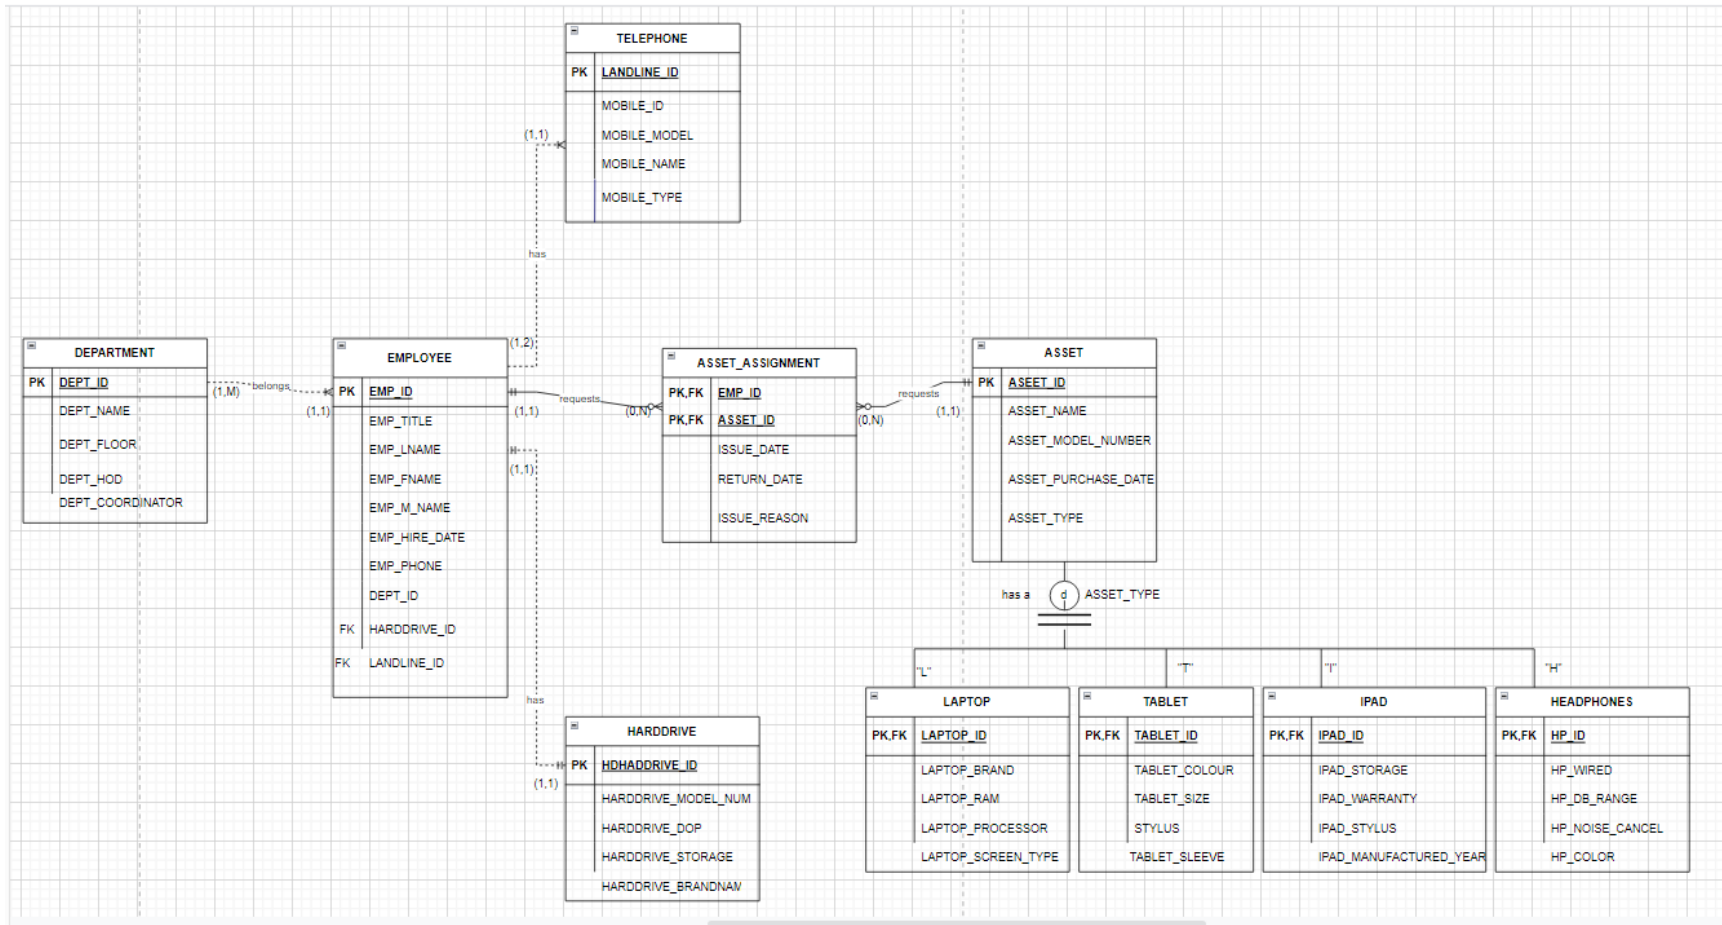 TELEPHONE
PK LANDLINE_ID
MOBILE_ID
MOBILE_MODEL
MOBILE_NAME
MOBILE_TYPE
(1,1)
has
(1,2)
DEPARTMENT
PK DEPT_ID
DEPT_NAME
DEPT_FLOOR
DEPT_HOD
DEPT_COORDINATOR
(1,M)
belongs
(1,1)
EMPLOYEE
PK EMP_ID
EMP_TITLE
EMP_LNAME
EMP_FNAME
EMP_M_NAME
EMP_HIRE_DATE
EMP_PHONE
DEPT_ID
FK HARDDRIVE_ID
FK LANDLINE_ID
(1,1)
requests
(0,N)
(1,1)
has
(1,1)
ASSET_ASSIGNMENT
PK,FK EMP_ID
PK,FK ASSET_ID
ISSUE_DATE
RETURN_DATE
ISSUE_REASON
(0,N)
requests
(1,1)
ASSET
PK ASEET_ID
ASSET_NAME
ASSET_MODEL_NUMBER
ASSET_PURCHASE_DATE
ASSET_TYPE
has a
d
ASSET_TYPE
"L"
"T"
"I"
"H"
HARDDRIVE
PK HDHADDRIVE_ID
HARDDRIVE_MODEL_NUM
HARDDRIVE_DOP
HARDDRIVE_STORAGE
HARDDRIVE_BRANDNAM
LAPTOP
PK,FK LAPTOP_ID
LAPTOP_BRAND
LAPTOP_RAM
LAPTOP_PROCESSOR
LAPTOP_SCREEN_TYPE
TABLET
PK,FK TABLET_ID
TABLET_COLOUR
TABLET_SIZE
STYLUS
TABLET_SLEEVE
IPAD
PK,FK IPAD_ID
IPAD_STORAGE
IPAD_WARRANTY
IPAD_STYLUS
IPAD_MANUFACTURED_YEAR
HEADPHONES
PK,FK HP_ID
HP_WIRED
HP_DB_RANGE
HP_NOISE_CANCEL
HP_COLOR